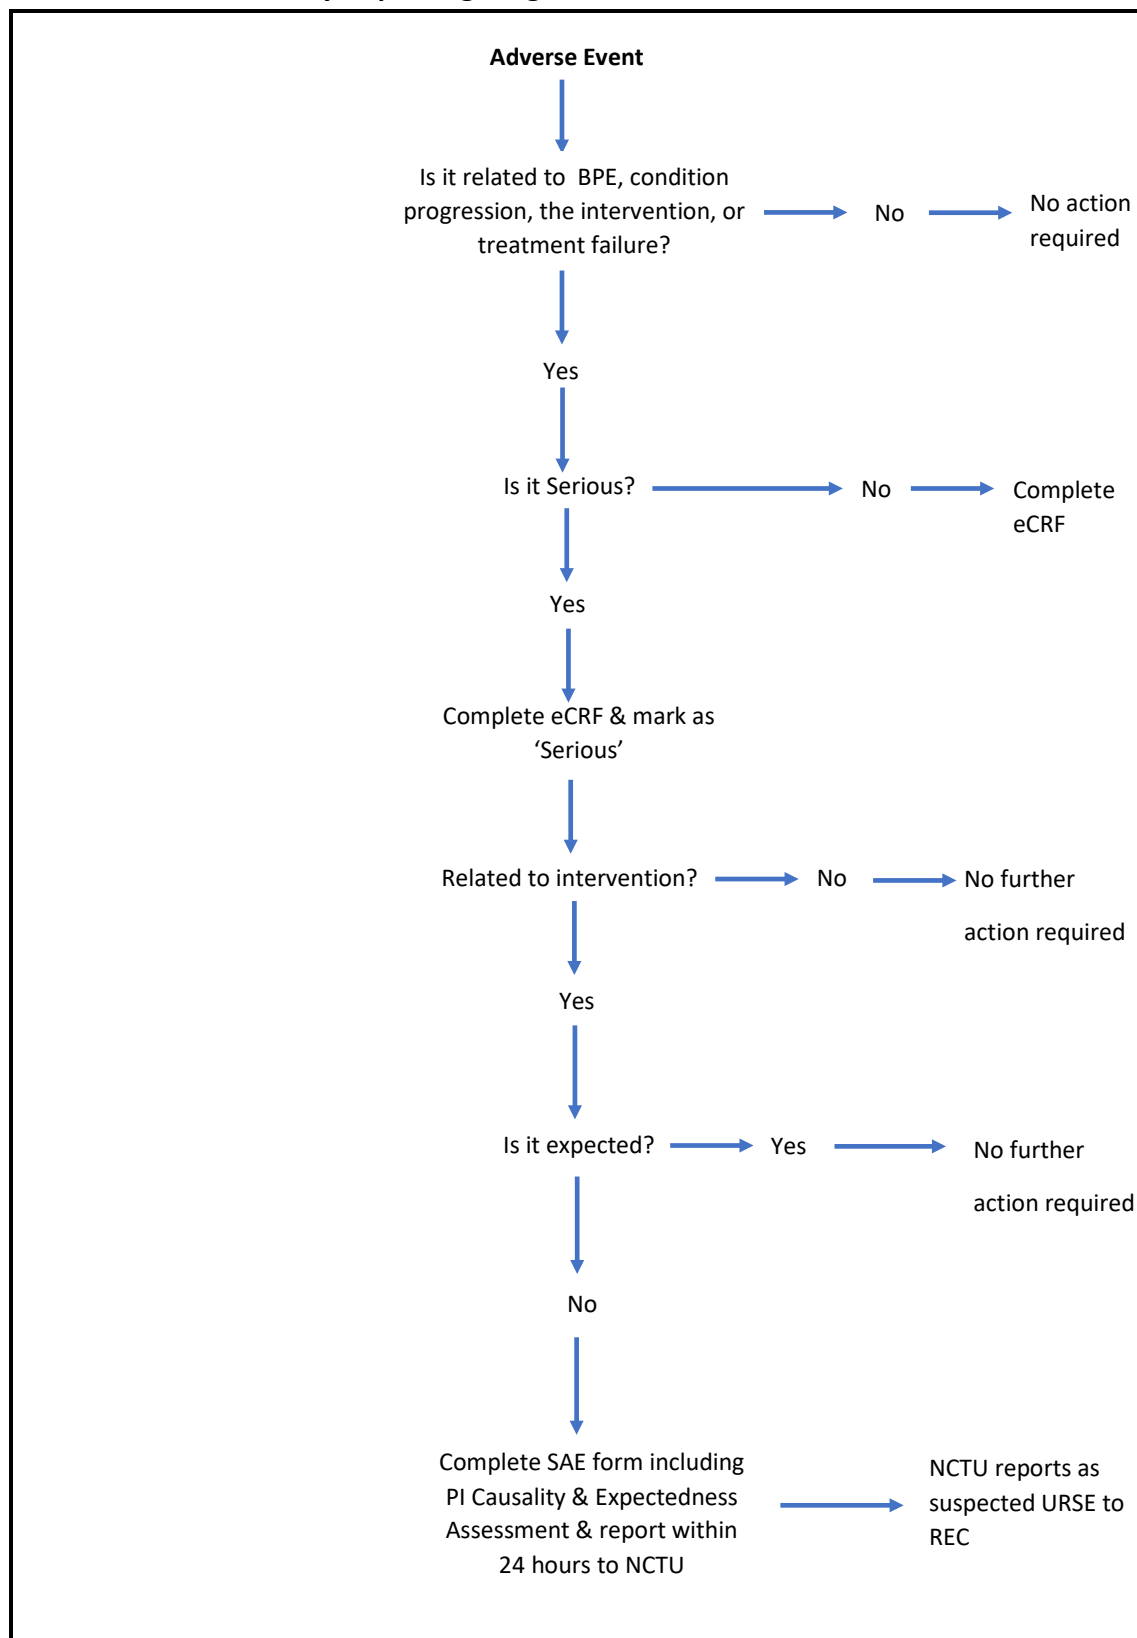 Adverse Event
Is it related to BPE, condition
progression, the intervention, or
treatment failure?
No
No action
required
Yes
Is it Serious?
No
Complete
eCRF
Yes
Complete eCRF & mark as
‘Serious’
Related to intervention?
No
No further
action required
Yes
Is it expected?
Yes
No further
action required
No
Complete SAE form including
PI Causality & Expectedness
Assessment & report within
24 hours to NCTU
NCTU reports as
suspected URSE to
REC